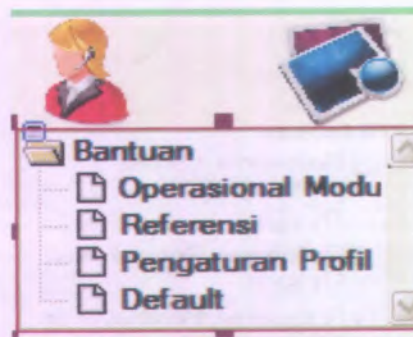 Bantuan
Operasional Modu
Referensi
Pengaturan Profil
Default